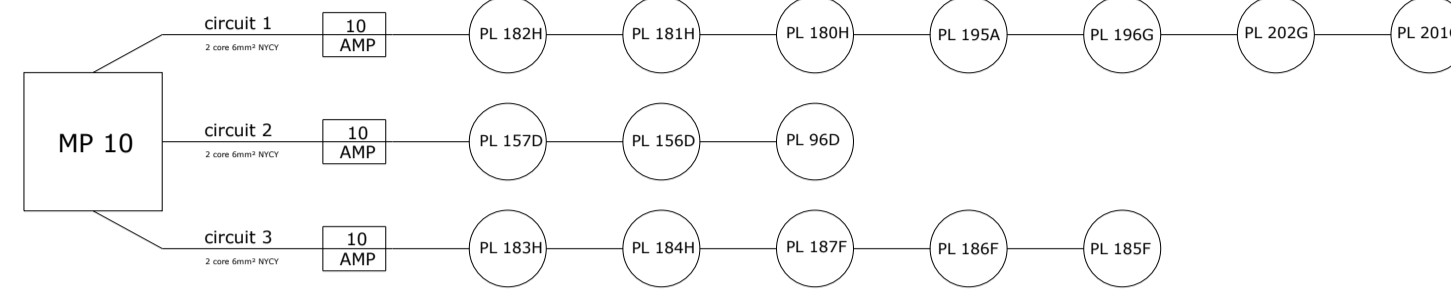 circuit 1
2 core 6mm² NYCY
10
AMP
PL 182H
PL 181H
PL 180H
PL 195A
PL 196G
PL 202G
MP 10
circuit 2
2 core 6mm² NYCY
10
AMP
PL 157D
PL 156D
PL 96D
circuit 3
2 core 6mm² NYCY
10
AMP
PL 183H
PL 184H
PL 187F
PL 186F
PL 185F